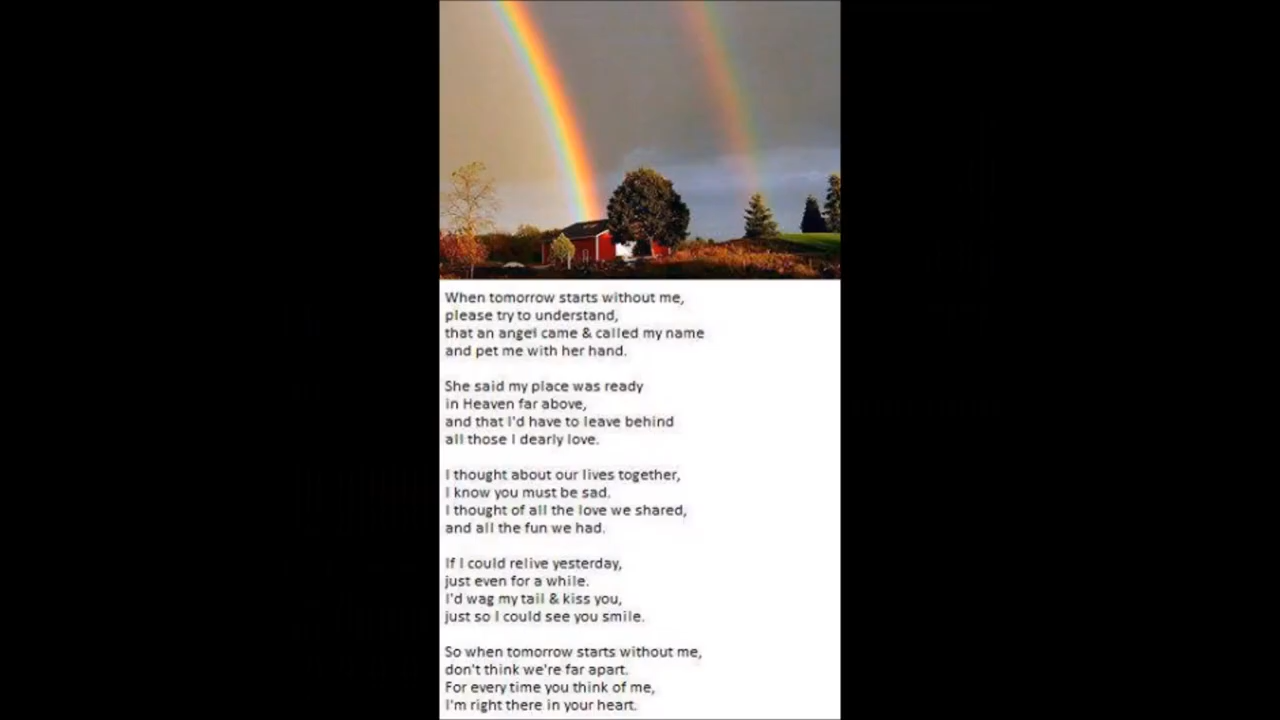 When tomorrow starts without me,
please try to understand,
that an angel came & called my name
and pet me with her hand.
She said my place was ready
in Heaven far above,
and that I'd have to leave behind
all those I dearly love.
I thought about our lives together,
I know you must be sad.
I thought of all the love we shared,
and all the fun we had.
If I could relive yesterday,
just even for a while.
I'd wag my tail & kiss you,
just so I could see you smile.
So when tomorrow starts without me,
don't think we're far apart.
For every time you think of me,
I'm right there in your heart.